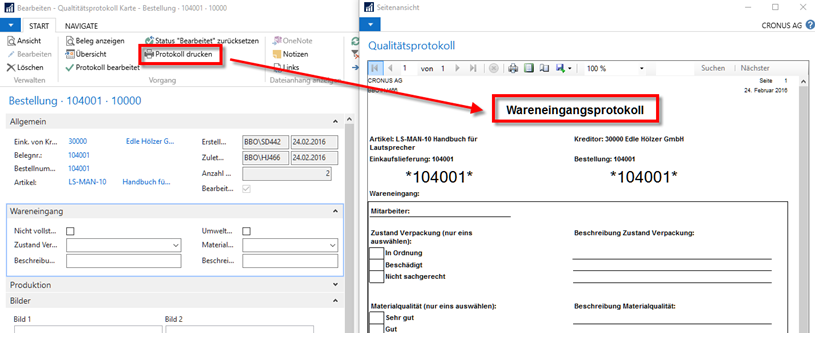 Bearbeiten - Qualtitätsprotokoll Karte - Bestellung · 104001 · 10000
START NAVIGATE
Ansicht
Bearbeiten
Löschen
Verwalten
Beleg anzeigen
Übersicht
Protokoll bearbeitet
Status "Bearbeitet" zurücksetzen
Protokoll drucken
Vorgang
OneNote
Notizen
Links
Dateianhang anzeigen
Bestellung · 104001 · 10000
Allgemein
Eink. von Kr... 30000 Edle Hölzer G...
Belegnr.: 104001
Bestellnum... 104001
Artikel: LS-MAN-10 Handbuch fü...
Erstell... BBO\SD442 24.02.2016
Zulet... BBO\HJ466 24.02.2016
Anzahl ... 2
Bearbeit...
Wareneingang
Nicht vollst... Umwelt...
Zustand Ver... Material...
Beschreibu... Beschrei...
Produktion
Bilder
Bild 1 Bild 2
Seitenansicht
CRONUS AG
Qualitätsprotokoll
1 von 1 100 % Suchen Nächster
CRONUS AG Seite 1
BBO\HJ466 24. Februar 2016
Wareneingangsprotokoll
Artikel: LS-MAN-10 Handbuch für
Lautsprecher
Kreditor: 30000 Edle Hölzer GmbH
Einkaufslieferung: 104001 Bestellung: 104001
*104001* *104001*
Wareneingang:
Mitarbeiter:
Zustand Verpackung (nur eins
auswählen):
Beschreibung Zustand Verpackung:
In Ordnung
Beschädigt
Nicht sachgerecht
Materialqualität (nur eins auswählen): Beschreibung Materialqualität:
Sehr gut
Gut